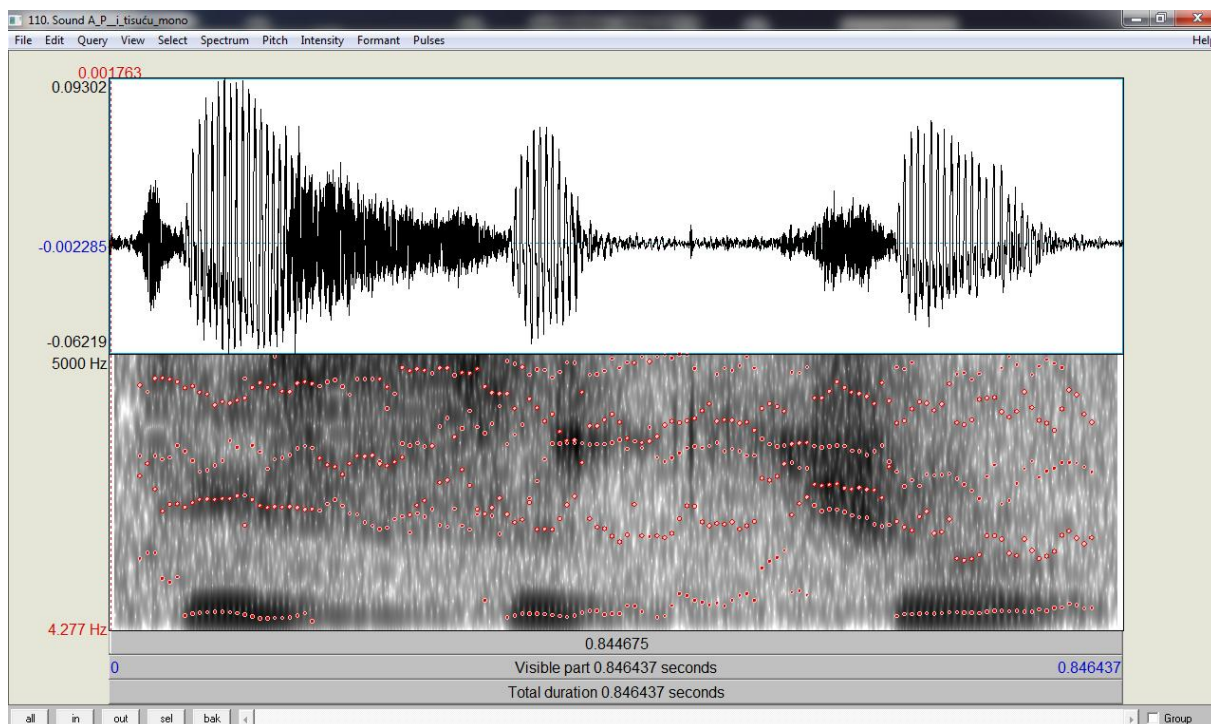 110. Sound A_P__i_tisuću_mono
File Edit Query View Select Spectrum Pitch Intensity Formant Pulses Help
0.001763
0.09302
-0.002285
-0.06219
5000 Hz
4.277 Hz
0.844675
0 Visible part 0.846437 seconds 0.846437
Total duration 0.846437 seconds
all in out sel bak Group